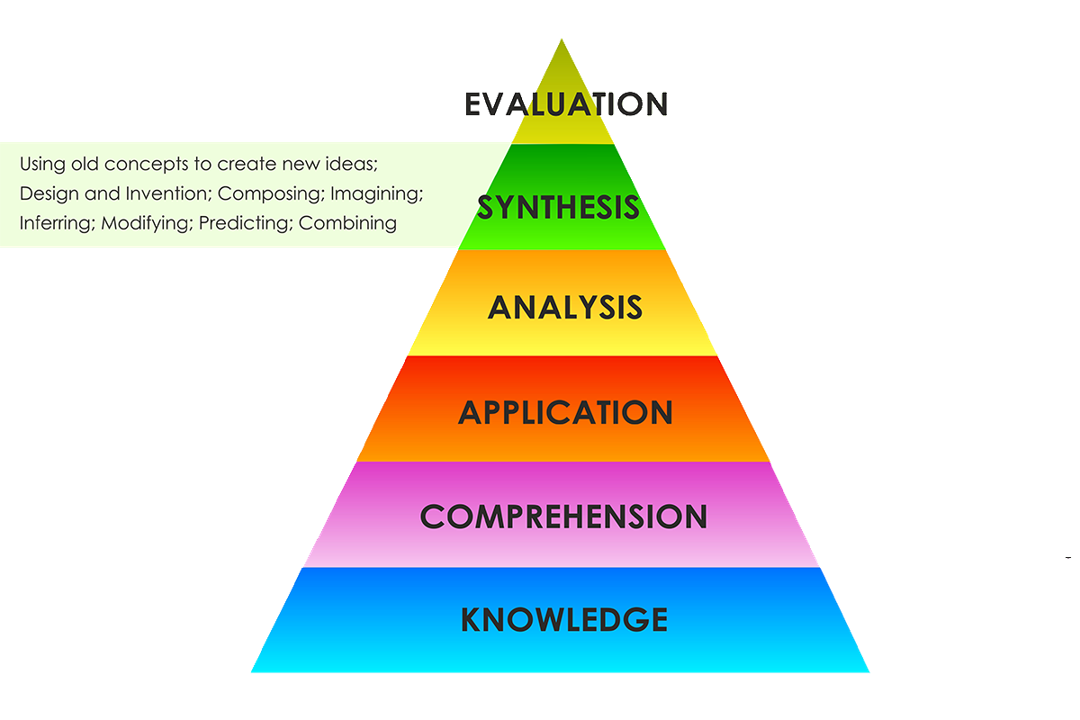 EVALUATION
Using old concepts to create new ideas;
Design and Invention; Composing; Imagining;
Inferring; Modifying; Predicting; Combining
SYNTHESIS
ANALYSIS
APPLICATION
COMPREHENSION
KNOWLEDGE